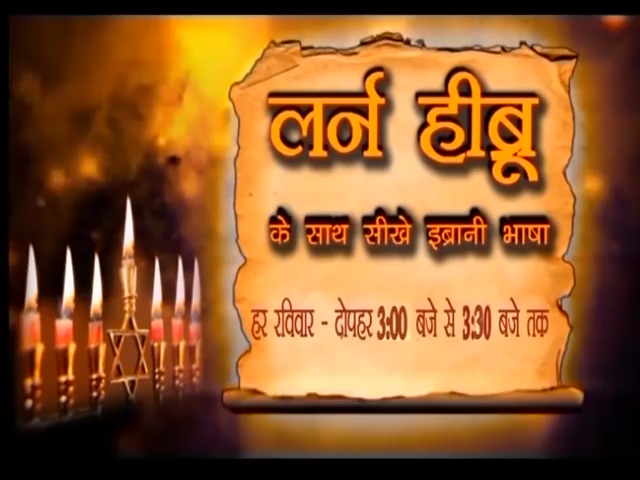 लर्न हीब्रू
के साथ सीखे इब्रानी भाषा
हर रविवार - दोपहर 3:00 बजे से 3:30 बजे तक